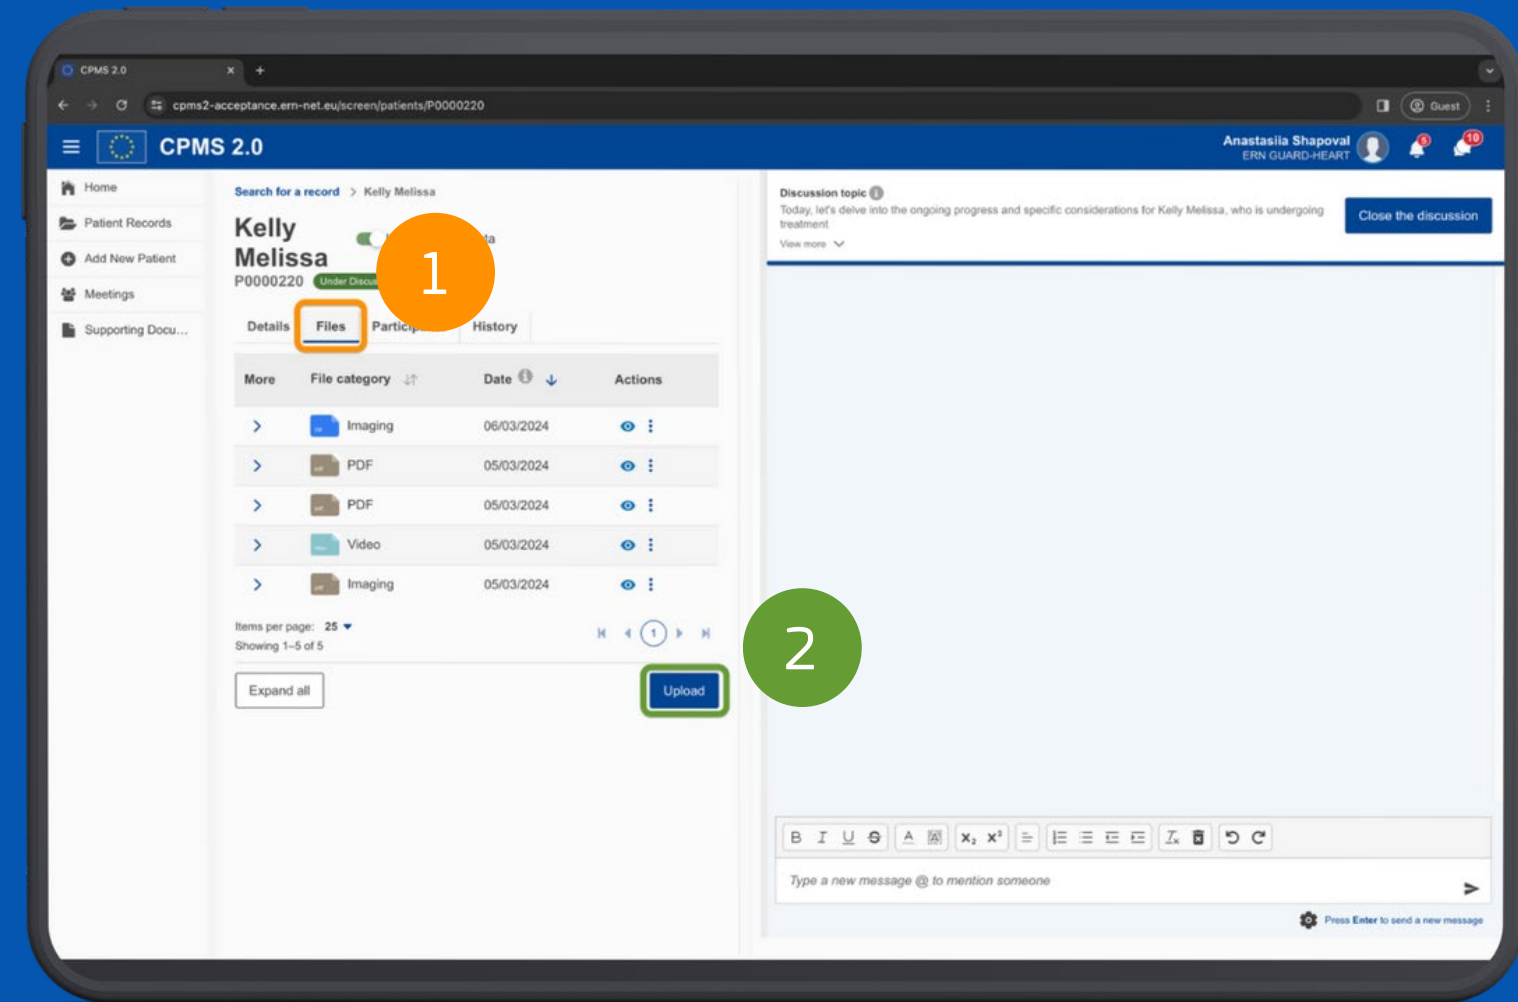 CPMS 2.0
cpms2-acceptance.ern-net.eu/screen/patients/P0000220
Guest
CPMS 2.0
Anastasiia Shapoval
ERN GUARD-HEART
5
10
Home
Patient Records
Add New Patient
Meetings
Supporting Docu...
Search for a record > Kelly Melissa
Kelly
Melissa
P0000220 Under
1
Details Files History
More File category Date Actions
Imaging 06/03/2024
PDF 05/03/2024
PDF 05/03/2024
Video 05/03/2024
Imaging 05/03/2024
Items per page: 25
1
Showing 1–5 of 5
Expand all
Upload
2
Discussion topic
Today, let's delve into the ongoing progress and specific considerations for Kelly Melissa, who is undergoing
treatment
View more
Close the discussion
B I U S A A X₂ X² Tx
Type a new message @ to mention someone
Press Enter to send a new message